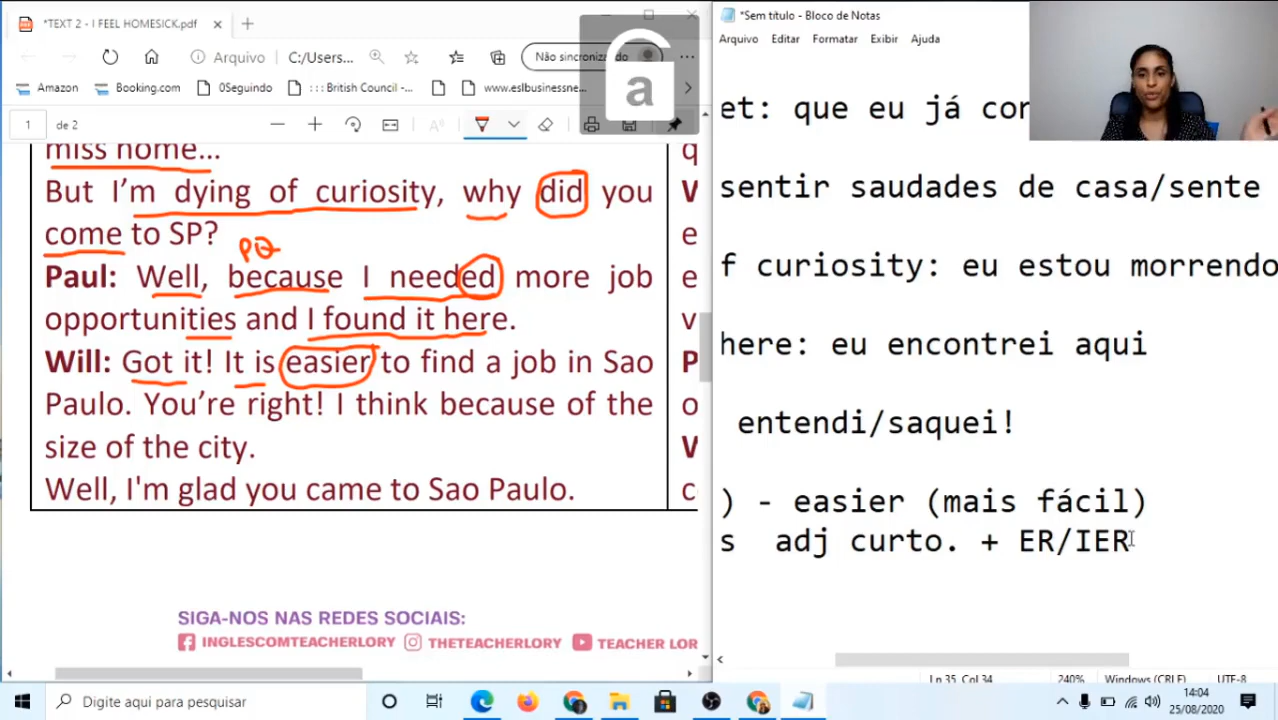 *TEXT 2 - I FEEL HOMESICK.pdf
Arquivo
C:/Users...
Não sincronizando
a
Amazon
Booking.com
0Seguindo
::: British Council -...
www.eslbusinessne...
1
de 2
miss home...
But I'm dying of curiosity, why did you
come to SP?
PQ
Paul: Well, because I needed more job
opportunities and I found it here.
Will: Got it! It is easier to find a job in Sao
Paulo. You're right! I think because of the
size of the city.
Well, I'm glad you came to Sao Paulo.
SIGA-NOS NAS REDES SOCIAIS:
INGLESCOMTEACHERLORY THETEACHERLORY TEACHER LOR
*Sem título - Bloco de Notas
Arquivo Editar Formatar Exibir Ajuda
et: que eu já con
sentir saudades de casa/sente
f curiosity: eu estou morrendo
here: eu encontrei aqui
entendi/saquei!
) - easier (mais fácil)
s adj curto. + ER/IER
Ln 35, Col 34
240%
Windows (CRLF)
UTF-8
Digite aqui para pesquisar
14:04
25/08/2020